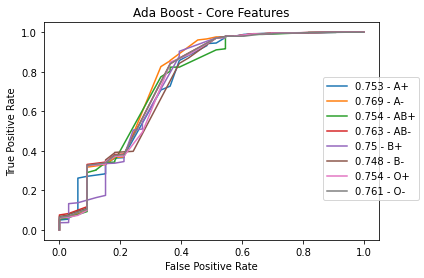 Ada Boost - Core Features
True Positive Rate
1.0
0.8
0.6
0.4
0.2
0.0
0.753 - A+
0.769 - A-
0.754 - AB+
0.763 - AB-
0.75 - B+
0.748 - B-
0.754 - O+
0.761 - O-
0.0 0.2 0.4 0.6 0.8 1.0
False Positive Rate